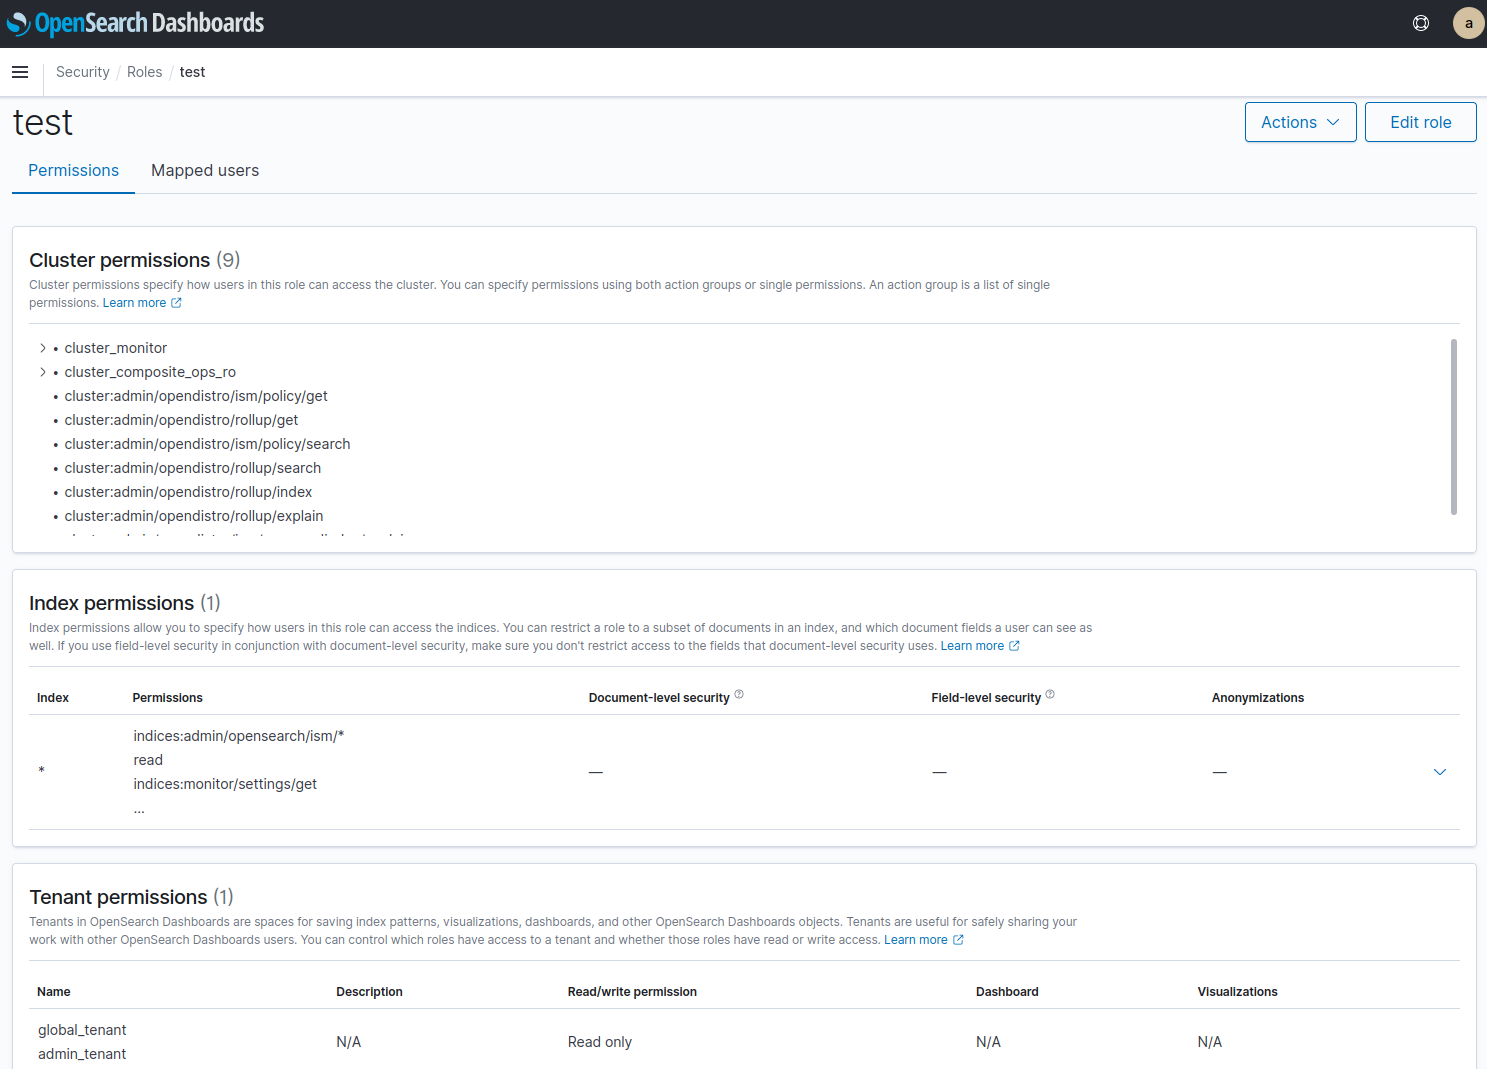 OpenSearch Dashboards
a
Security / Roles / test
test
Actions
Edit role
Permissions
Mapped users
Cluster permissions (9)
Cluster permissions specify how users in this role can access the cluster. You can specify permissions using both action groups or single permissions. An action group is a list of single
permissions. Learn more
• cluster_monitor
• cluster_composite_ops_ro
• cluster:admin/opendistro/ism/policy/get
• cluster:admin/opendistro/rollup/get
• cluster:admin/opendistro/ism/policy/search
• cluster:admin/opendistro/rollup/search
• cluster:admin/opendistro/rollup/index
• cluster:admin/opendistro/rollup/explain
Index permissions (1)
Index permissions allow you to specify how users in this role can access the indices. You can restrict a role to a subset of documents in an index, and which document fields a user can see as
well. If you use field-level security in conjunction with document-level security, make sure you don't restrict access to the fields that document-level security uses. Learn more
Index Permissions Document-level security Field-level security Anonymizations
indices:admin/opensearch/ism/*
read
* — — —
indices:monitor/settings/get
...
Tenant permissions (1)
Tenants in OpenSearch Dashboards are spaces for saving index patterns, visualizations, dashboards, and other OpenSearch Dashboards objects. Tenants are useful for safely sharing your
work with other OpenSearch Dashboards users. You can control which roles have access to a tenant and whether those roles have read or write access. Learn more
Name Description Read/write permission Dashboard Visualizations
global_tenant
N/A Read only N/A N/A
admin_tenant